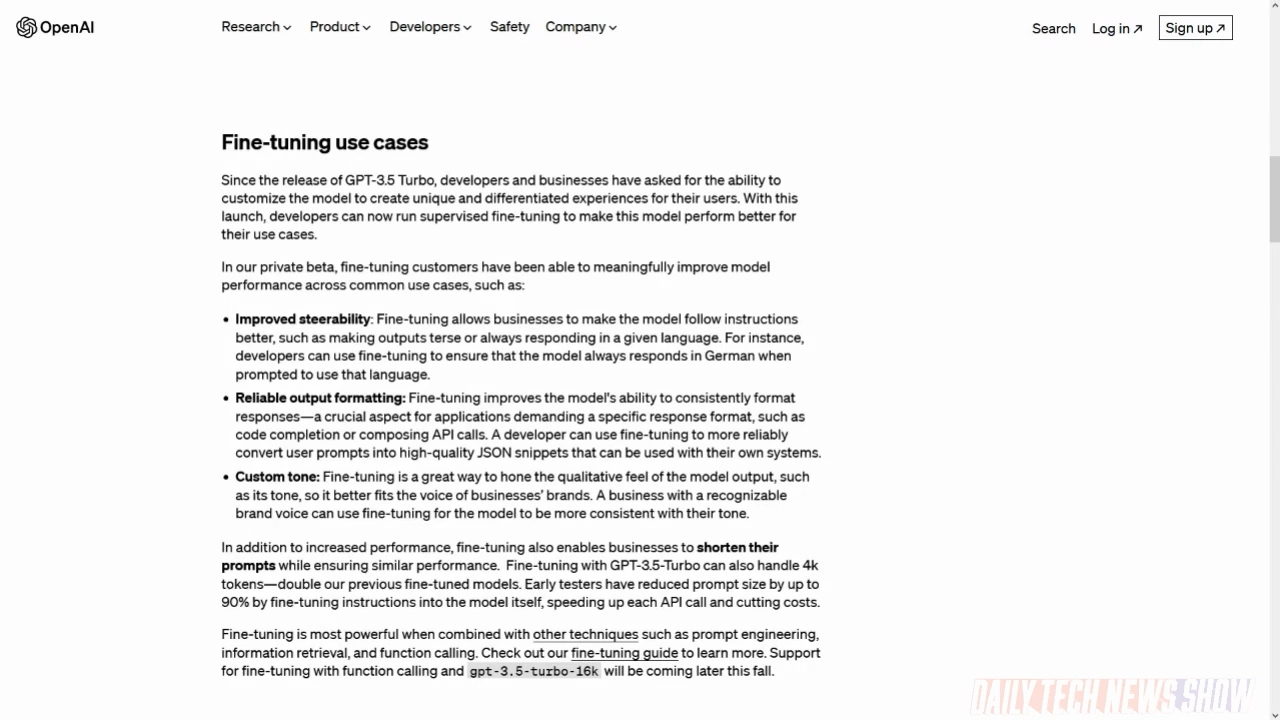 OpenAI Research Product Developers Safety Company Search Log in ↗ Sign up ↗
Fine-tuning use cases
Since the release of GPT-3.5 Turbo, developers and businesses have asked for the ability to
customize the model to create unique and differentiated experiences for their users. With this
launch, developers can now run supervised fine-tuning to make this model perform better for
their use cases.
In our private beta, fine-tuning customers have been able to meaningfully improve model
performance across common use cases, such as:
• Improved steerability: Fine-tuning allows businesses to make the model follow instructions
better, such as making outputs terse or always responding in a given language. For instance,
developers can use fine-tuning to ensure that the model always responds in German when
prompted to use that language.
• Reliable output formatting: Fine-tuning improves the model's ability to consistently format
responses—a crucial aspect for applications demanding a specific response format, such as
code completion or composing API calls. A developer can use fine-tuning to more reliably
convert user prompts into high-quality JSON snippets that can be used with their own systems.
• Custom tone: Fine-tuning is a great way to hone the qualitative feel of the model output, such
as its tone, so it better fits the voice of businesses' brands. A business with a recognizable
brand voice can use fine-tuning for the model to be more consistent with their tone.
In addition to increased performance, fine-tuning also enables businesses to shorten their
prompts while ensuring similar performance. Fine-tuning with GPT-3.5-Turbo can also handle 4k
tokens—double our previous fine-tuned models. Early testers have reduced prompt size by up to
90% by fine-tuning instructions into the model itself, speeding up each API call and cutting costs.
Fine-tuning is most powerful when combined with other techniques such as prompt engineering,
information retrieval, and function calling. Check out our fine-tuning guide to learn more. Support
for fine-tuning with function calling and gpt-3.5-turbo-16k will be coming later this fall.
DAILY TECH NEWS SHOW